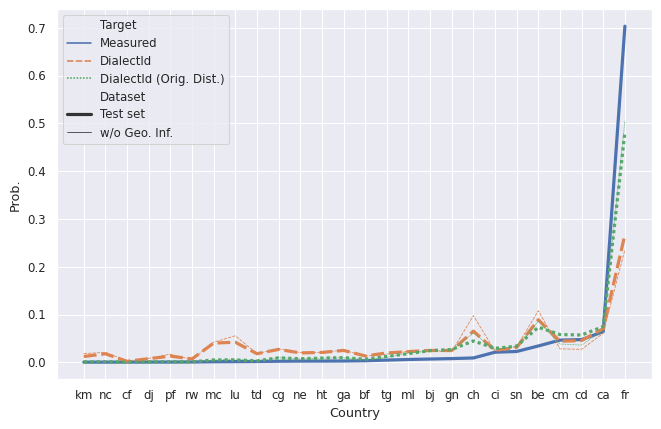 Target
Measured
DialectId
DialectId (Orig. Dist.)
Dataset
Test set
w/o Geo. Inf.
Prob.
0.7
0.6
0.5
0.4
0.3
0.2
0.1
0.0
km nc cf dj pf rw mc lu td cg ne ht ga bf tg ml bj gn ch ci sn be cm cd ca fr
Country